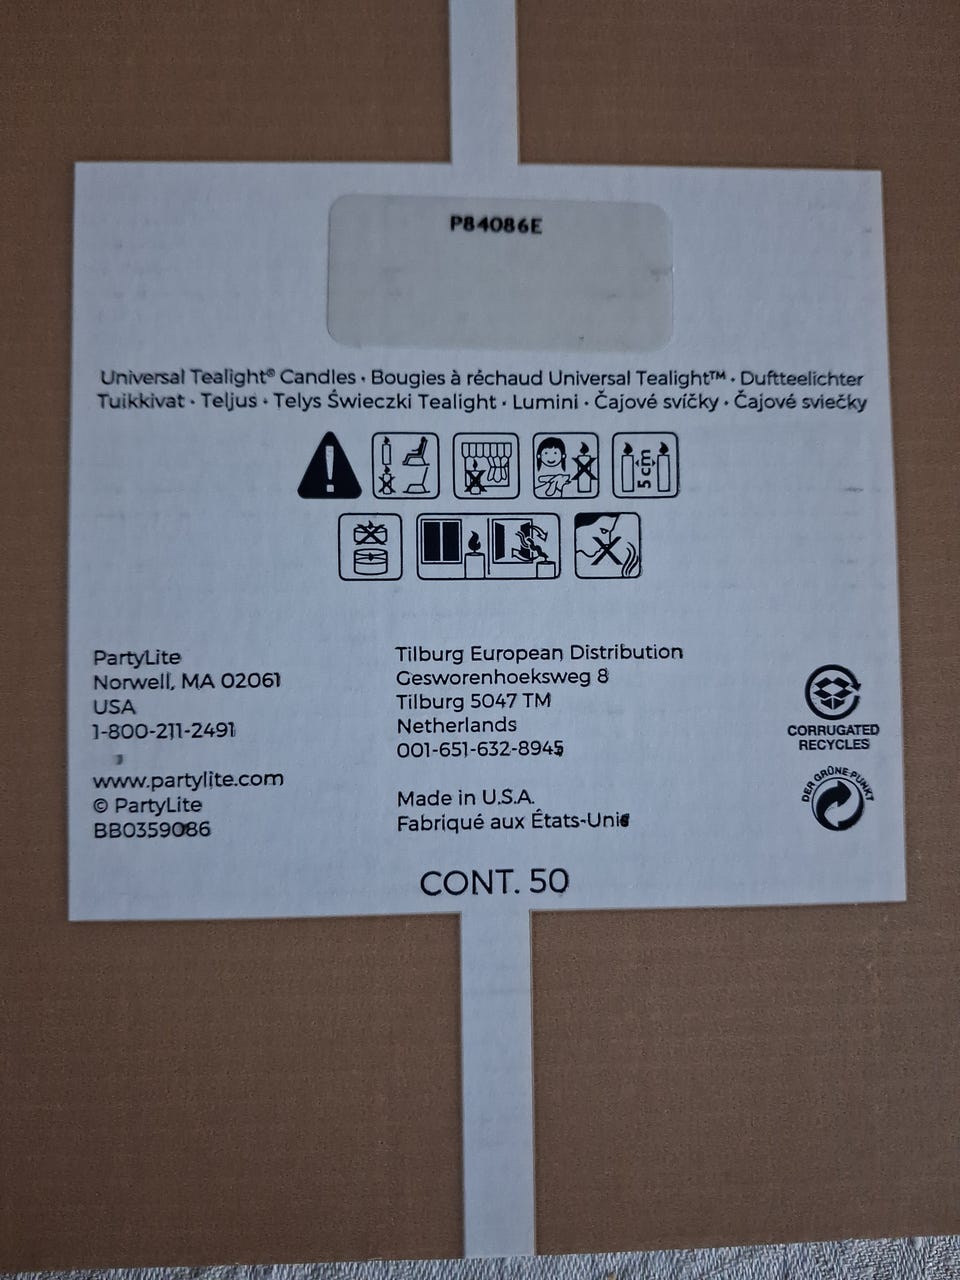 P84086E
Universal Tealight® Candles • Bougies à réchaud Universal Tealight™ • Duftteelichter
Tuikkivat • Teljus • Telys Świeczki Tealight • Lumini • Čajové svíčky • Čajové sviečky
5 cm
PartyLite
Norwell, MA 02061
USA
1-800-211-2491
www.partylite.com
© PartyLite
BB0359086
Tilburg European Distribution
Gesworenhoeksweg 8
Tilburg 5047 TM
Netherlands
001-651-632-8945
Made in U.S.A.
Fabriqué aux États-Unis
CORRUGATED
RECYCLES
DER GRÜNE PUNKT
CONT. 50